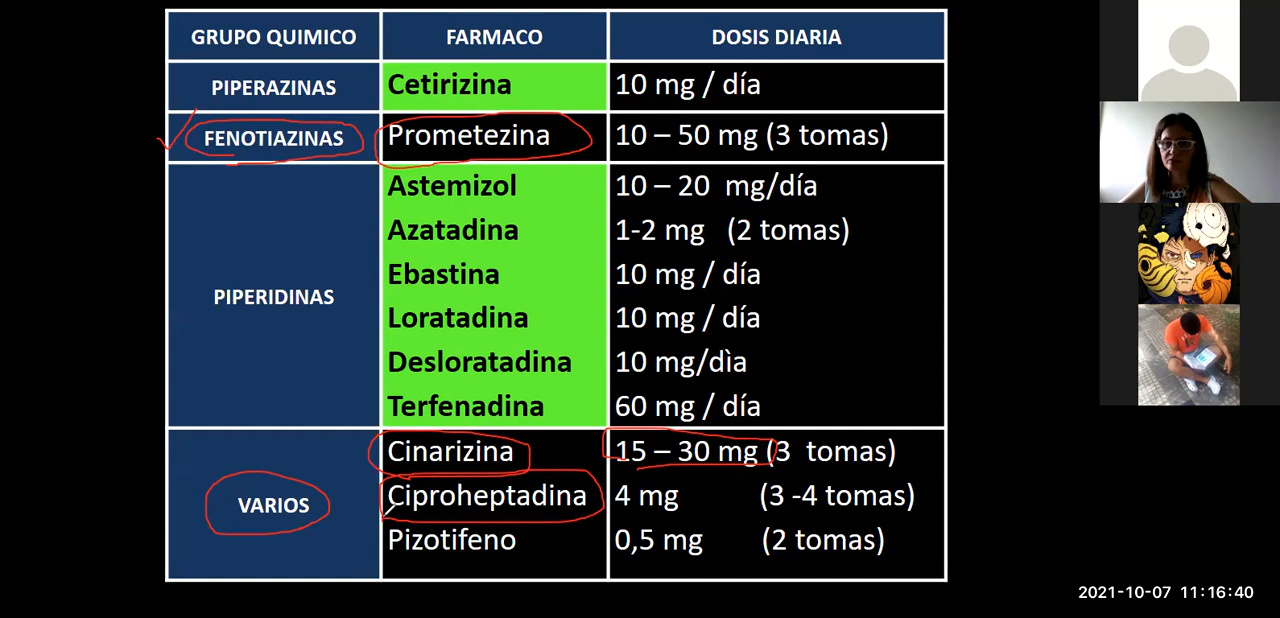 GRUPO QUIMICO FARMACO DOSIS DIARIA
PIPERAZINAS Cetirizina 10 mg / día
FENOTIAZINAS Prometezina 10 – 50 mg (3 tomas)
PIPERIDINAS
Astemizol 10 – 20 mg/día
Azatadina 1-2 mg (2 tomas)
Ebastina 10 mg / día
Loratadina 10 mg / día
Desloratadina 10 mg/dìa
Terfenadina 60 mg / día
VARIOS
Cinarizina 15 – 30 mg (3 tomas)
Ciproheptadina 4 mg (3 -4 tomas)
Pizotifeno 0,5 mg (2 tomas)
2021-10-07 11:16:40